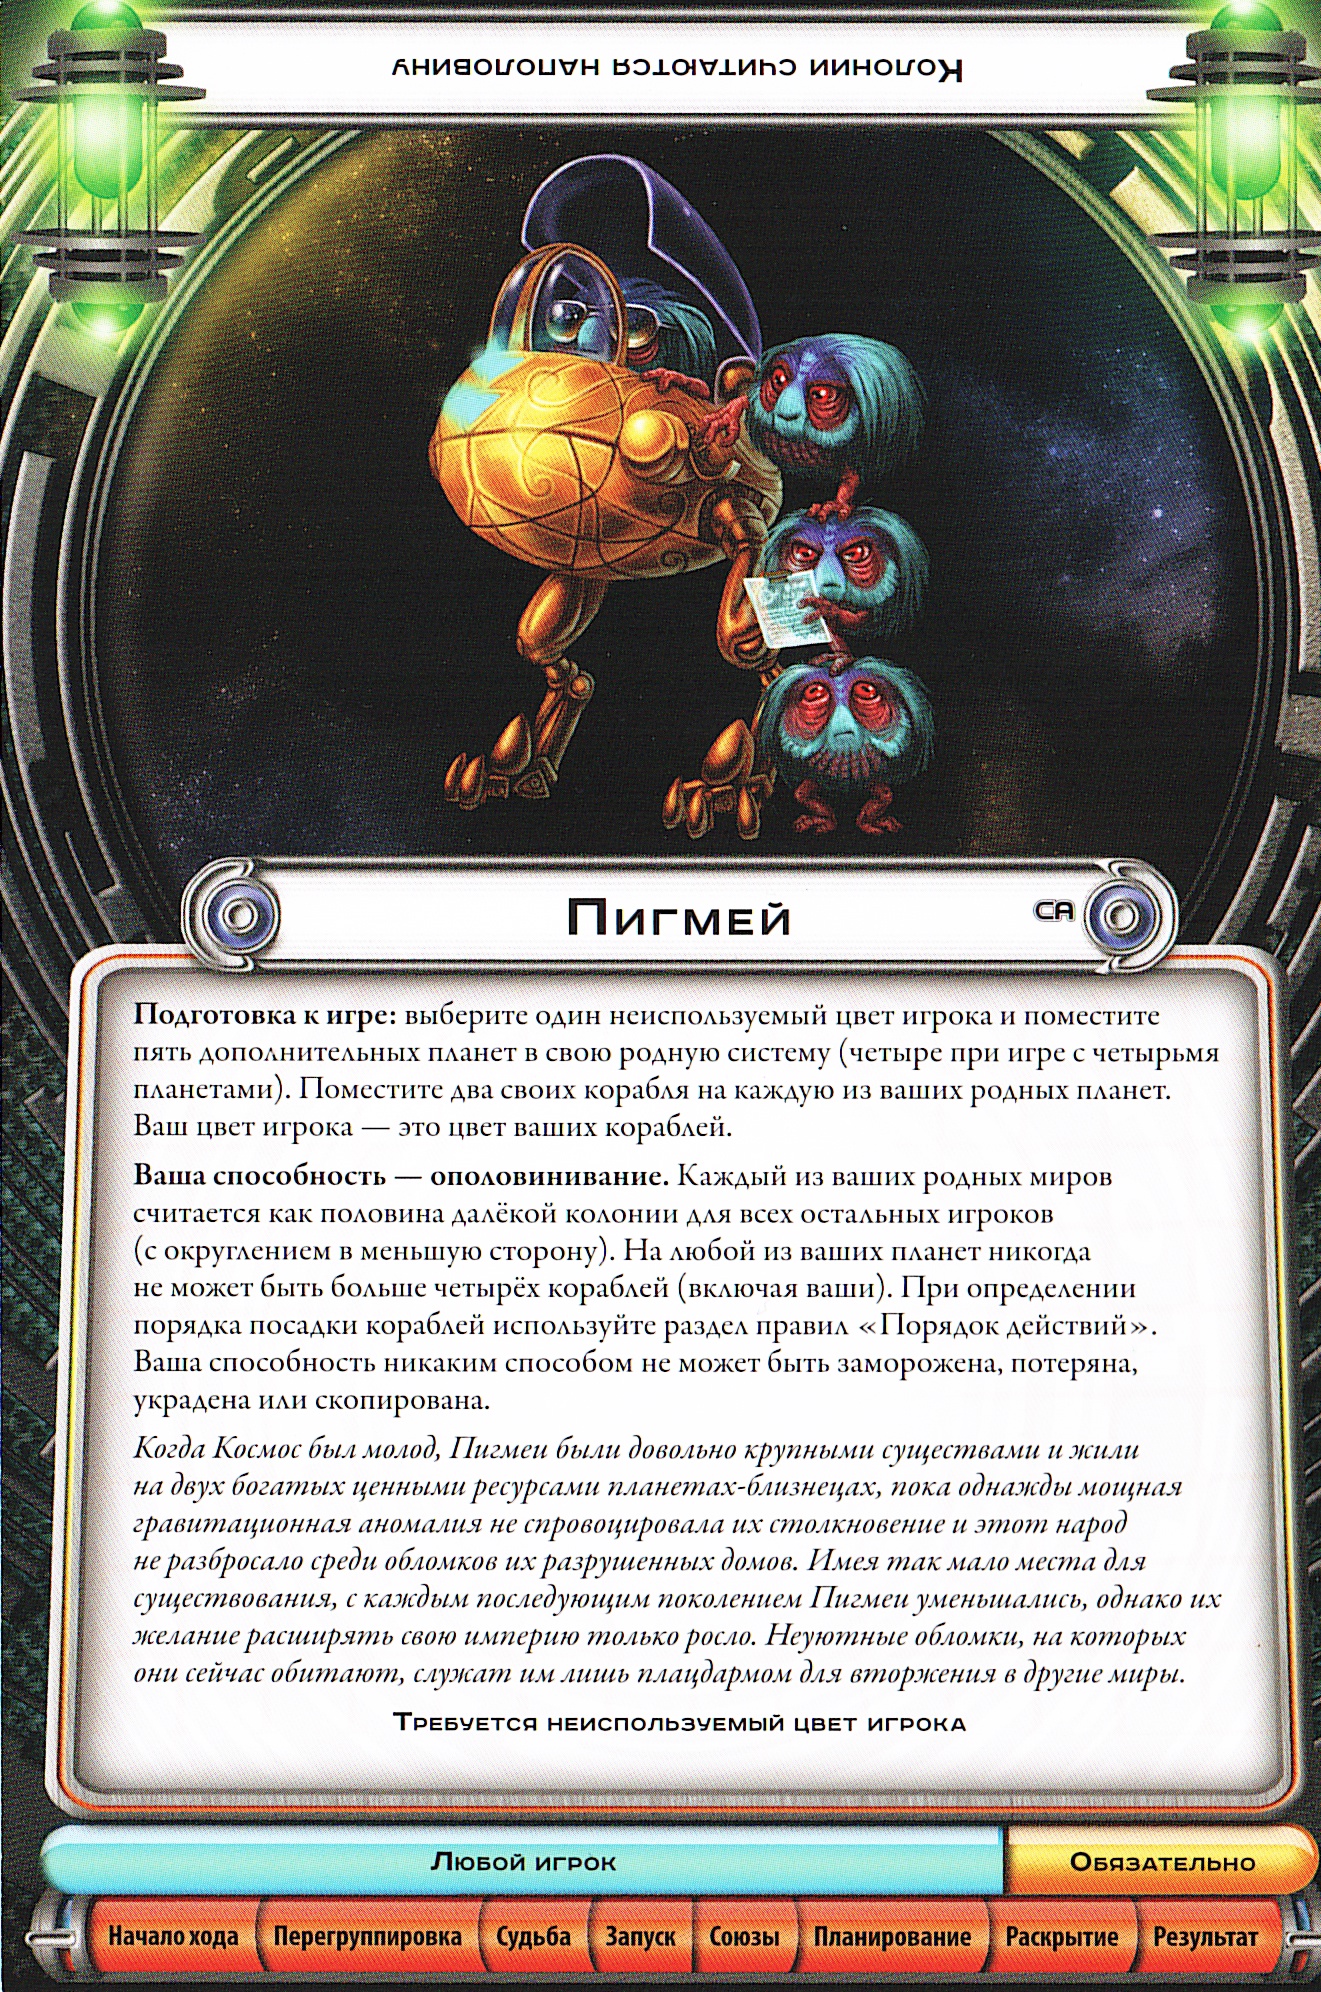 Колонии считаются наполовину
Пигмей
CA
Подготовка к игре: выберите один неиспользуемый цвет игрока и поместите
пять дополнительных планет в свою родную систему (четыре при игре с четырьмя
планетами). Поместите два своих корабля на каждую из ваших родных планет.
Ваш цвет игрока — это цвет ваших кораблей.
Ваша способность — ополовинивание. Каждый из ваших родных миров
считается как половина далёкой колонии для всех остальных игроков
(с округлением в меньшую сторону). На любой из ваших планет никогда
не может быть больше четырёх кораблей (включая ваши). При определении
порядка посадки кораблей используйте раздел правил «Порядок действий».
Ваша способность никаким способом не может быть заморожена, потеряна,
украдена или скопирована.
Когда Космос был молод, Пигмеи были довольно крупными существами и жили
на двух богатых ценными ресурсами планетах-близнецах, пока однажды мощная
гравитационная аномалия не спровоцировала их столкновение и этот народ
не разбросало среди обломков их разрушенных домов. Имея так мало места для
существования, с каждым последующим поколением Пигмеи уменьшались, однако их
желание расширять свою империю только росло. Неуютные обломки, на которых
они сейчас обитают, служат им лишь плацдармом для вторжения в другие миры.
Требуется неиспользуемый цвет игрока
Любой игрок
Обязательно
Начало хода Перегруппировка Судьба Запуск Союзы Планирование Раскрытие Результат